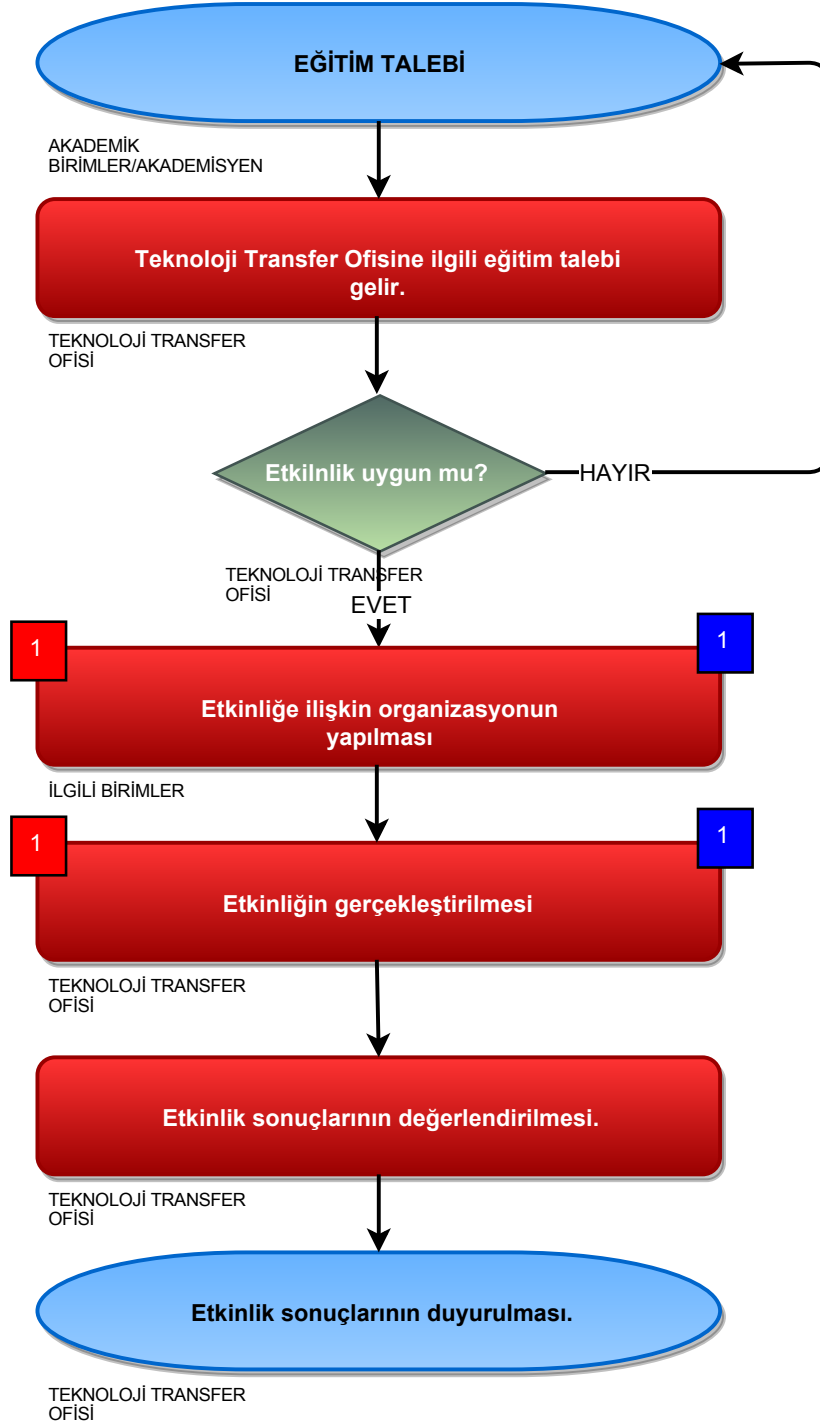 EĞİTİM TALEBİ
AKADEMİK
BİRİMLER/AKADEMİSYEN
Teknoloji Transfer Ofisine ilgili eğitim talebi
gelir.
TEKNOLOJİ TRANSFER
OFİSİ
Etkilnlik uygun mu?
HAYIR
TEKNOLOJİ TRANSFER
OFİSİ
EVET
1
1
Etkinliğe ilişkin organizasyonun
yapılması
İLGİLİ BİRİMLER
1
1
Etkinliğin gerçekleştirilmesi
TEKNOLOJİ TRANSFER
OFİSİ
Etkinlik sonuçlarının değerlendirilmesi.
TEKNOLOJİ TRANSFER
OFİSİ
Etkinlik sonuçlarının duyurulması.
TEKNOLOJİ TRANSFER
OFİSİ